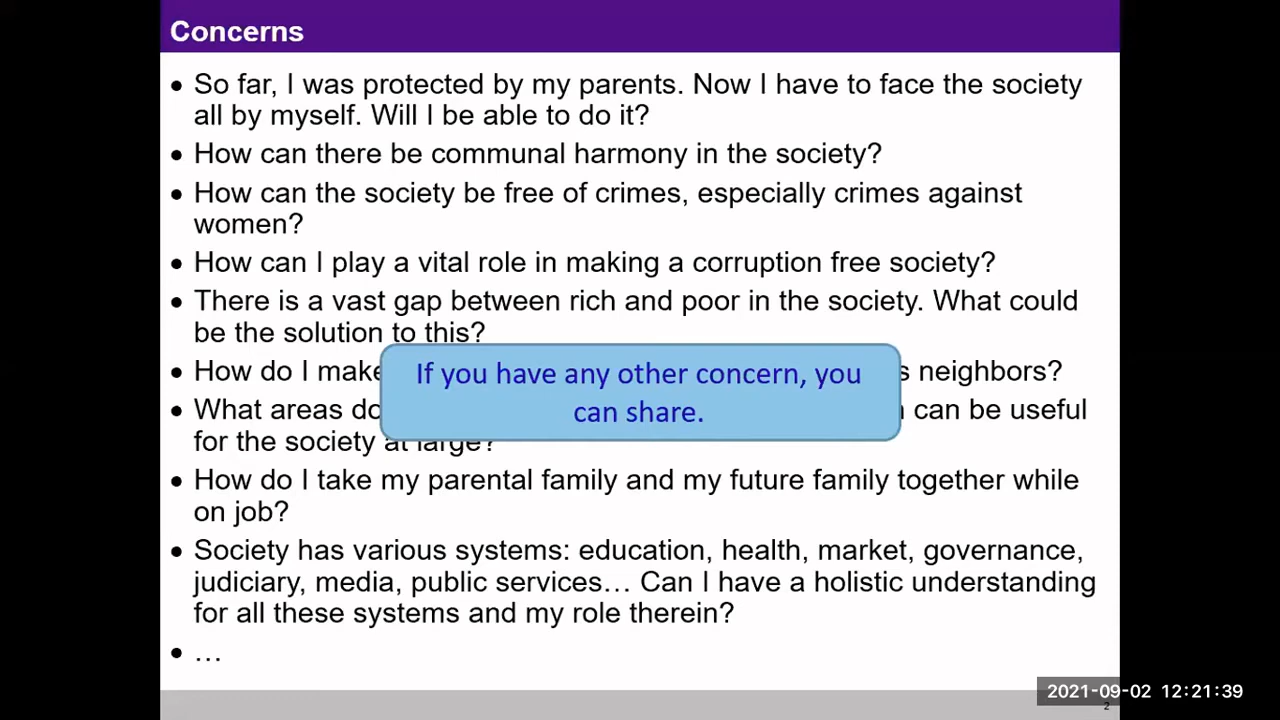 Concerns
• So far, I was protected by my parents. Now I have to face the society
all by myself. Will I be able to do it?
• How can there be communal harmony in the society?
• How can the society be free of crimes, especially crimes against
women?
• How can I play a vital role in making a corruption free society?
• There is a vast gap between rich and poor in the society. What could
be the solution to this?
• How do I make
neighbors?
If you have any other concern, you
can share.
• What areas do
can be useful
for the society at large?
• How do I take my parental family and my future family together while
on job?
• Society has various systems: education, health, market, governance,
judiciary, media, public services… Can I have a holistic understanding
for all these systems and my role therein?
• …
2021-09-02 12:21:39
2